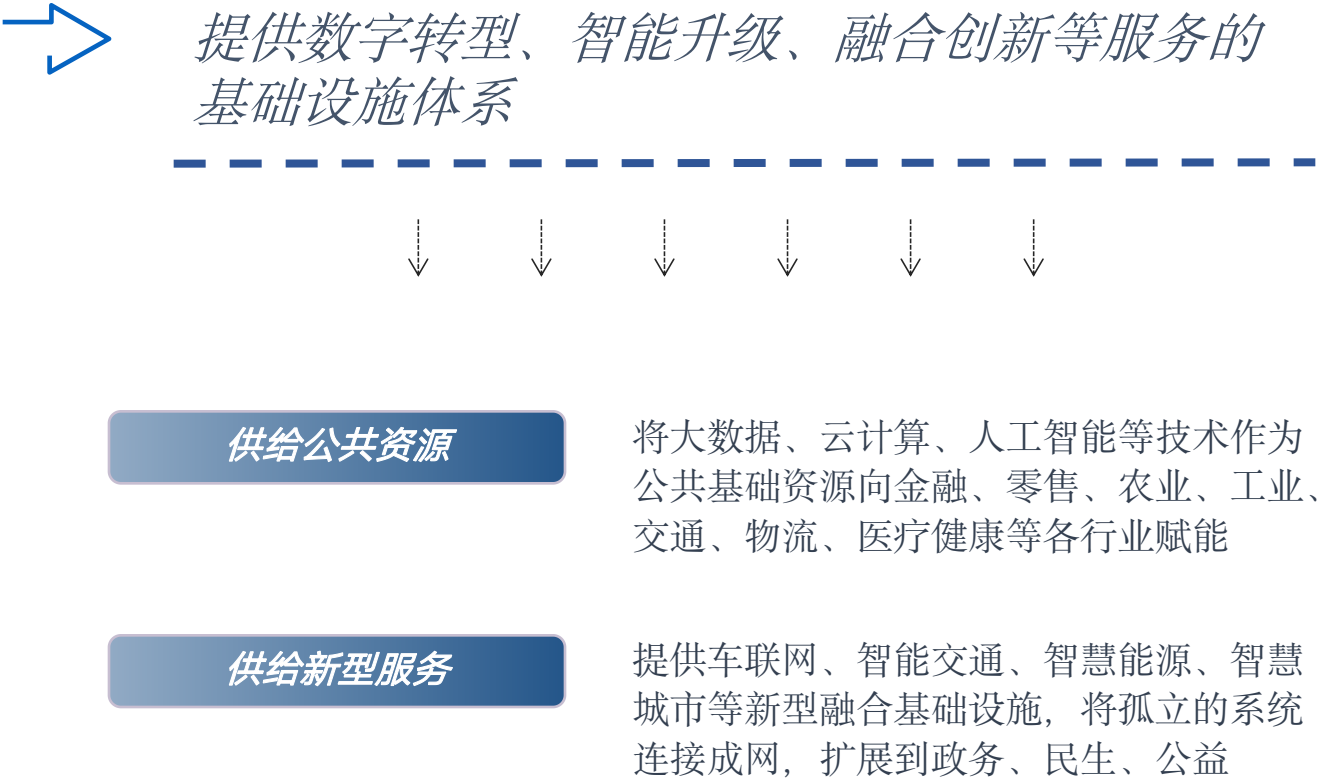 提供数字转型、智能升级、融合创新等服务的
基础设施体系
供给公共资源
将大数据、云计算、人工智能等技术作为
公共基础资源向金融、零售、农业、工业、
交通、物流、医疗健康等各行业赋能
供给新型服务
提供车联网、智能交通、智慧能源、智慧
城市等新型融合基础设施，将孤立的系统
连接成网，扩展到政务、民生、公益